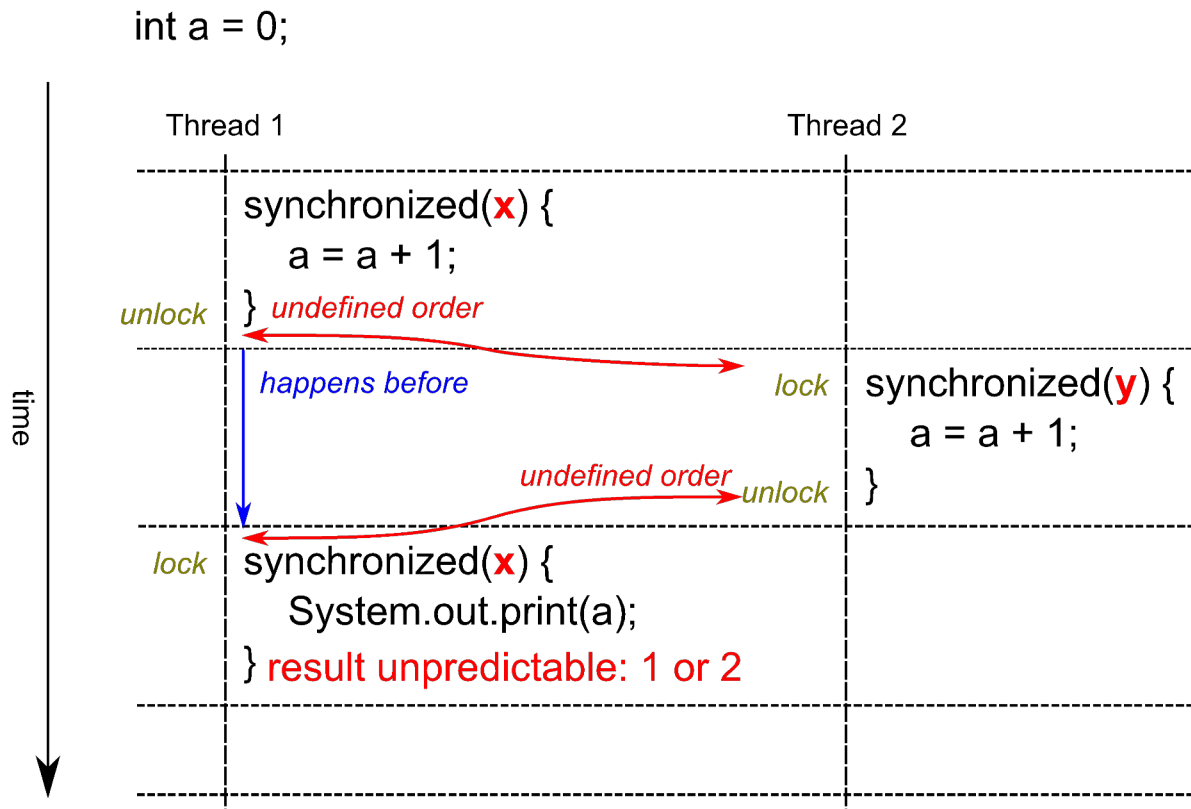 int a = 0;
Thread 1
Thread 2
synchronized(x) {
a = a + 1;
}
unlock
undefined order
happens before
lock
synchronized(y) {
a = a + 1;
}
time
undefined order
unlock
lock
synchronized(x) {
System.out.print(a);
} result unpredictable: 1 or 2